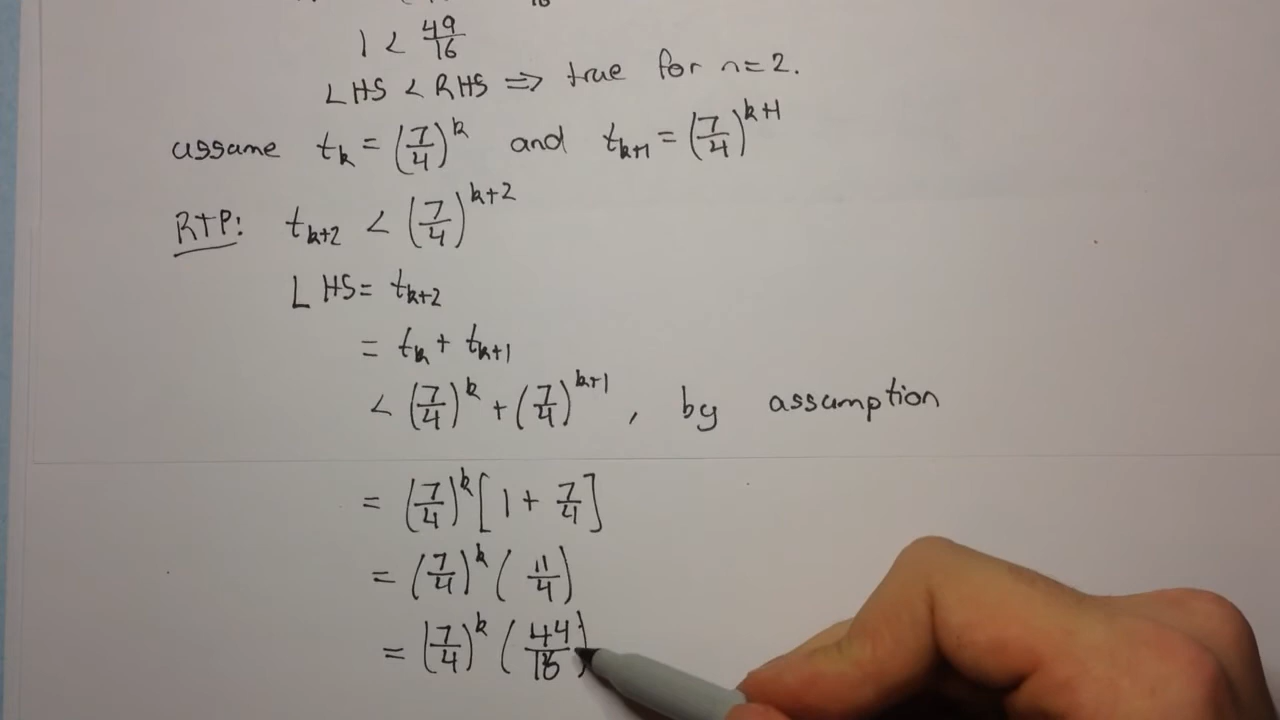 1 < 49/16
LHS < RHS ⇒ true for n=2.
assume t_k = (7/4)^k and t_{k+1} = (7/4)^{k+1}
RTP: t_{k+2} < (7/4)^{k+2}
LHS = t_{k+2}
= t_k + t_{k+1}
< (7/4)^k + (7/4)^{k+1}, by assumption
= (7/4)^k [1 + 7/4]
= (7/4)^k (11/4)
= (7/4)^k (44/16)